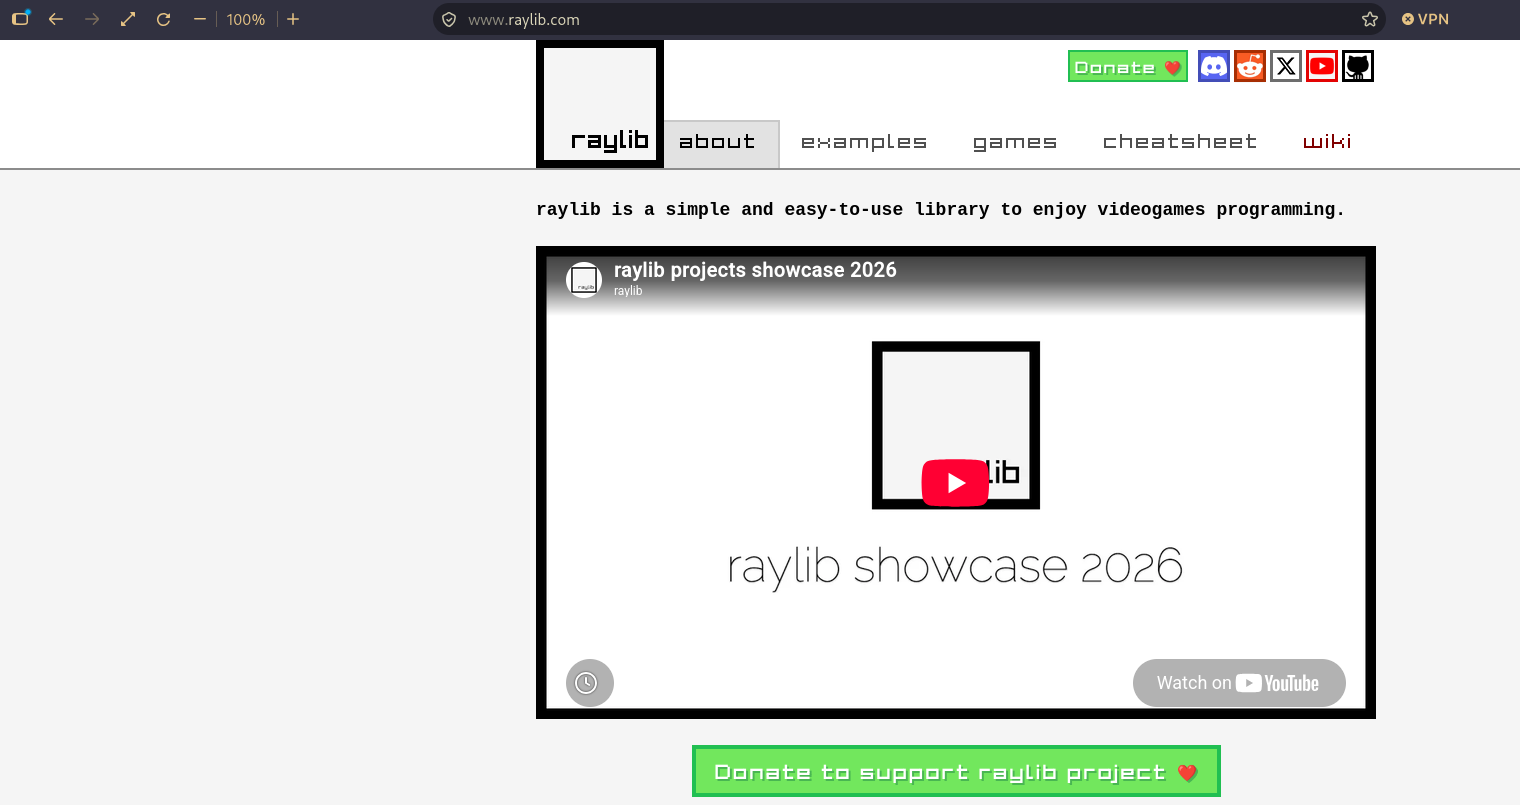 100%
www.raylib.com
VPN
Donate ❤️
raylib
about
examples
games
cheatsheet
wiki
raylib is a simple and easy-to-use library to enjoy videogames programming.
raylib
raylib projects showcase 2026
raylib
lib
raylib showcase 2026
Watch on YouTube
Donate to support raylib project ❤️